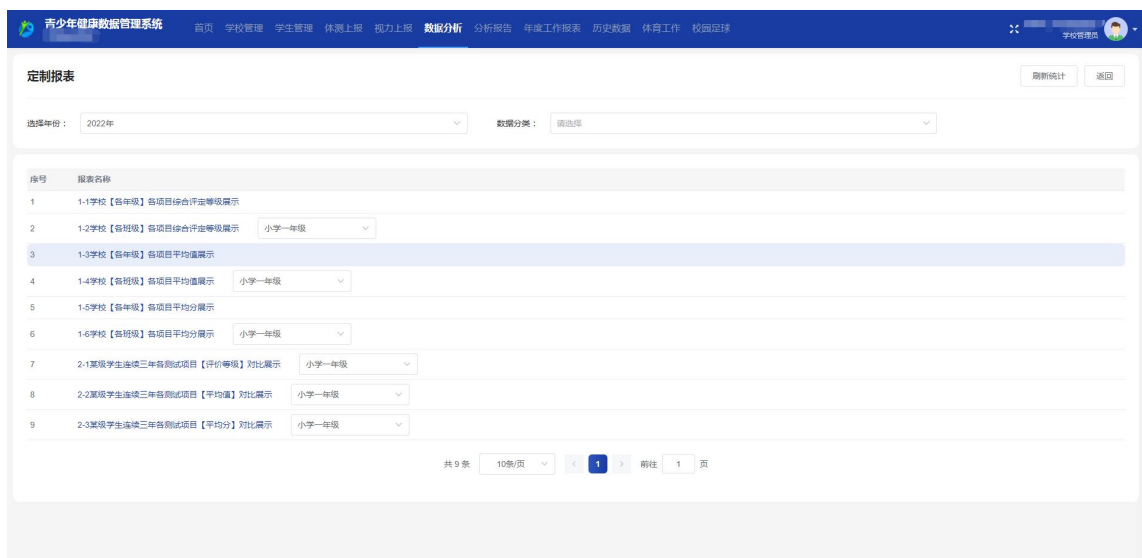 青少年健康数据管理系统 首页 学校管理 学生管理 体测上报 视力上报 数据分析 分析报告 年度工作报表 历史数据 体育工作 校园足球
学校管理员
定制报表 刷新统计 返回
选择年份： 2022年 数据分类： 请选择
序号 报表名称
1 1-1学校【各年级】各项目综合评定等级展示
2 1-2学校【各班级】各项目综合评定等级展示 小学一年级
3 1-3学校【各年级】各项目平均值展示
4 1-4学校【各班级】各项目平均值展示 小学一年级
5 1-5学校【各年级】各项目平均分展示
6 1-6学校【各班级】各项目平均分展示 小学一年级
7 2-1某级学生连续三年各测试项目【评价等级】对比展示 小学一年级
8 2-2某级学生连续三年各测试项目【平均值】对比展示 小学一年级
9 2-3某级学生连续三年各测试项目【平均分】对比展示 小学一年级
共 9 条 10条/页 1 前往 1 页